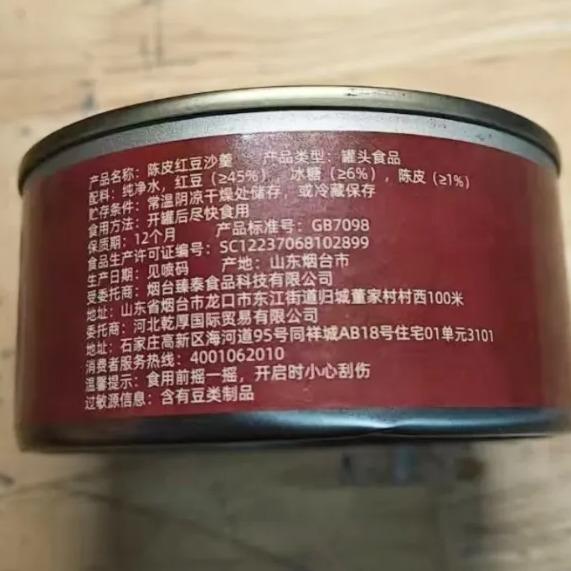 产品名称：陈皮红豆沙羹 产品类型：罐头食品
配料：纯净水，红豆（≥45%），冰糖（≥6%），陈皮（≥1%）
贮存条件：常温阴凉干燥处储存，或冷藏保存
食用方法：开罐后尽快食用
保质期：12个月 产品标准号：GB7098
食品生产许可证编号：SC12237068102899
生产日期：见喷码 产地：山东烟台市
受委托商：烟台臻泰食品科技有限公司
地址：山东省烟台市龙口市东江街道归城董家村村西100米
委托商：河北乾厚国际贸易有限公司
地址：石家庄高新区海河道95号同祥城AB18号住宅01单元3101
消费者服务热线：4001062010
温馨提示：食用前摇一摇，开启时小心刮伤
过敏源信息：含有豆类制品